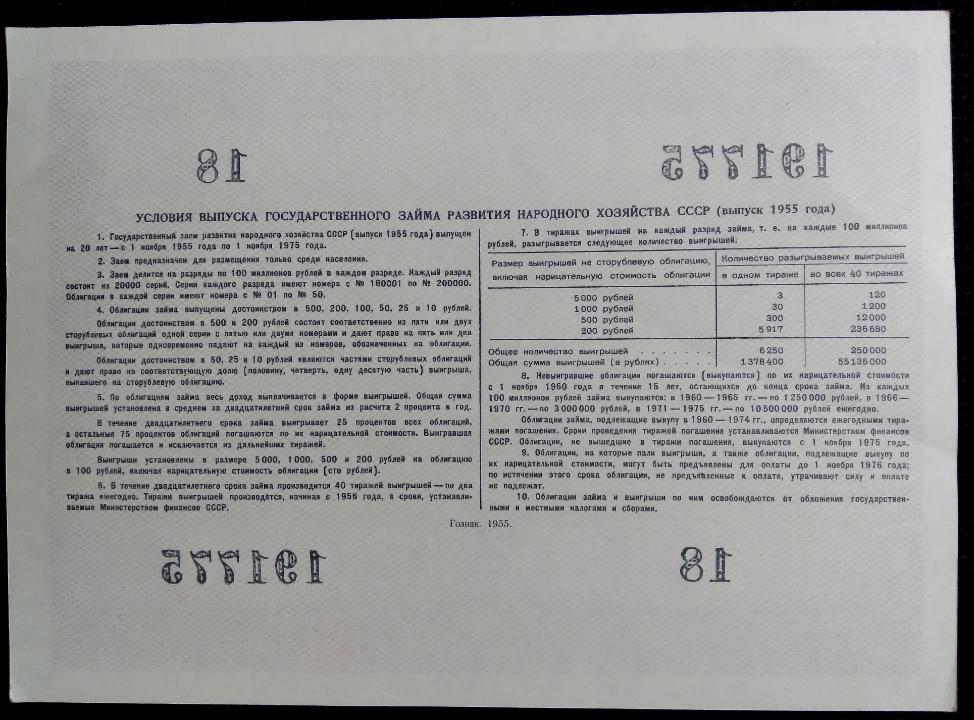 18
191775
УСЛОВИЯ ВЫПУСКА ГОСУДАРСТВЕННОГО ЗАЙМА РАЗВИТИЯ НАРОДНОГО ХОЗЯЙСТВА СССР (выпуск 1955 года)
1. Государственный заем развития народного хозяйства СССР (выпуск 1955 года) выпущен
на 20 лет — с 1 ноября 1955 года по 1 ноября 1975 года.
2. Заем предназначен для размещения только среди населения.
3. Заем делится на разряды по 100 миллионов рублей в каждом разряде. Каждый разряд
состоит из 20000 серий. Серии каждого разряда имеют номера с № 180001 по № 200000.
Облигации в каждой серии имеют номера с № 01 по № 50.
4. Облигации займа выпущены достоинством в 500, 200, 100, 50, 25 и 10 рублей.
Облигации достоинством в 500 и 200 рублей состоят соответственно из пяти или двух
сторублевых облигаций одной серии с пятью или двумя номерами и дают право на пять или два
выигрыша, которые одновременно падают на каждый из номеров, обозначенных на облигации.
Облигации достоинством в 50, 25 и 10 рублей являются частями сторублевых облигаций
и дают право на соответствующую долю (половину, четверть, одну десятую часть) выигрыша,
выпавшего на сторублевую облигацию.
5. По облигациям займа весь доход выплачивается в форме выигрышей. Общая сумма
выигрышей установлена в среднем за двадцатилетний срок займа из расчета 2 процента в год.
В течение двадцатилетнего срока займа выигрывает 25 процентов всех облигаций,
а остальные 75 процентов облигаций погашаются по их нарицательной стоимости. Выигравшая
облигация погашается и исключается из дальнейших тиражей.
Выигрыши установлены в размере 5000, 1000, 500 и 200 рублей на облигацию
в 100 рублей, включая нарицательную стоимость облигации (сто рублей).
6. В течение двадцатилетнего срока займа производится 40 тиражей выигрышей — по два
тиража ежегодно. Тиражи выигрышей производятся, начиная с 1956 года, в сроки, устанавли-
ваемые Министерством финансов СССР.
7. В тиражах выигрышей на каждый разряд займа, т. е. на каждые 100 миллионов
рублей, разыгрывается следующее количество выигрышей:
Размер выигрышей на сторублевую облигацию, включая нарицательную стоимость облигации
Количество разыгрываемых выигрышей
в одном тираже во всех 40 тиражах
5 000 рублей 3 120
1 000 рублей 30 1 200
500 рублей 300 12 000
200 рублей 5 917 236 680
Общее количество выигрышей . . . . . . . . 6 250 250 000
Общая сумма выигрышей (в рублях) . . . . . 1 378 400 55 136 000
8. Невыигравшие облигации погашаются (выкупаются) по их нарицательной стоимости
с 1 ноября 1960 года в течение 15 лет, остающихся до конца срока займа. Из каждых
100 миллионов рублей займа выкупаются: в 1960 — 1965 гг. — по 1 250 000 рублей, в 1966 —
1970 гг. — по 3 000 000 рублей, в 1971 — 1975 гг. — по 10 500 000 рублей ежегодно.
Облигации займа, подлежащие выкупу в 1960 — 1974 гг., определяются ежегодными тира-
жами погашения. Сроки проведения тиражей погашения устанавливаются Министерством финансов
СССР. Облигации, не вышедшие в тиражи погашения, выкупаются с 1 ноября 1975 года.
9. Облигации, на которые пали выигрыши, а также облигации, подлежащие выкупу по
их нарицательной стоимости, могут быть предъявлены для оплаты до 1 ноября 1976 года;
по истечении этого срока облигации, не предъявленные к оплате, утрачивают силу и оплате
не подлежат.
10. Облигации займа и выигрыши по ним освобождаются от обложения государствен-
ными и местными налогами и сборами.
Гознак. 1955.
191775
18